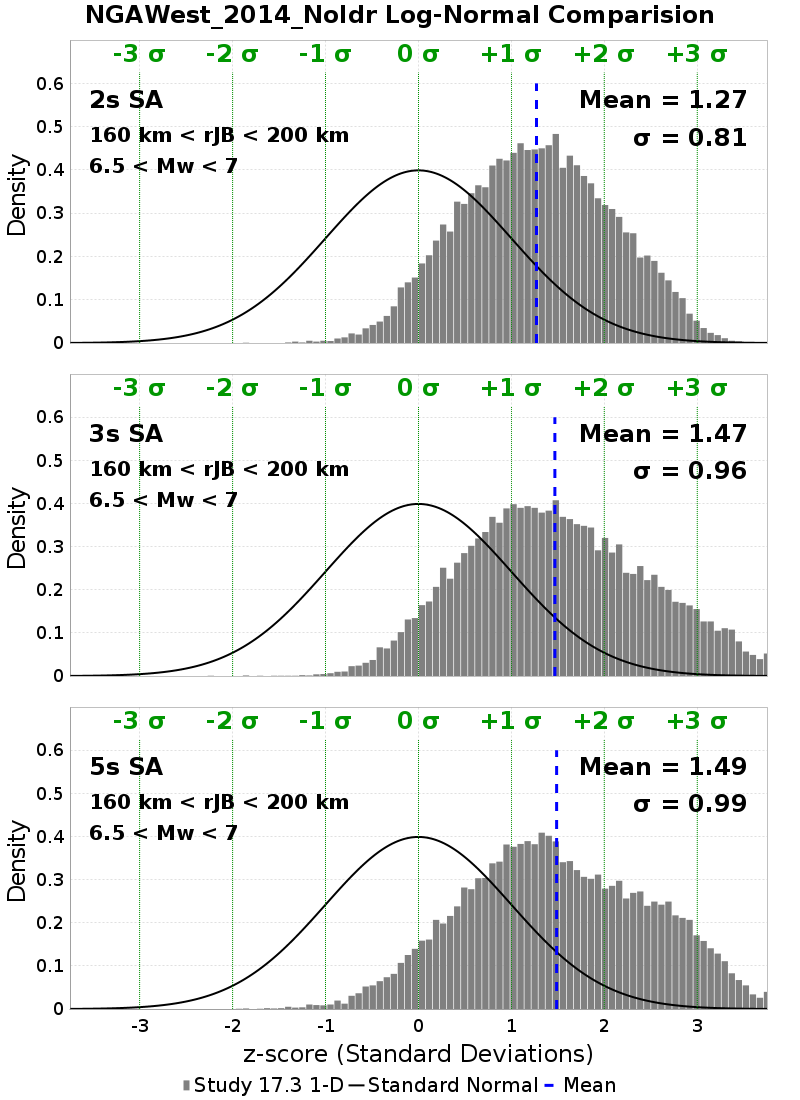 NGAWest_2014_NoIdr Log-Normal Comparision
-3 σ -2 σ -1 σ 0 σ +1 σ +2 σ +3 σ
2s SA
160 km < rJB < 200 km
6.5 < Mw < 7
Mean = 1.27
σ = 0.81
Density
0.6
0.5
0.4
0.3
0.2
0.1
0
-3 σ -2 σ -1 σ 0 σ +1 σ +2 σ +3 σ
3s SA
160 km < rJB < 200 km
6.5 < Mw < 7
Mean = 1.47
σ = 0.96
Density
0.6
0.5
0.4
0.3
0.2
0.1
0
-3 σ -2 σ -1 σ 0 σ +1 σ +2 σ +3 σ
5s SA
160 km < rJB < 200 km
6.5 < Mw < 7
Mean = 1.49
σ = 0.99
Density
0.6
0.5
0.4
0.3
0.2
0.1
0
-3 -2 -1 0 1 2 3
z-score (Standard Deviations)
Study 17.3 1-D Standard Normal Mean